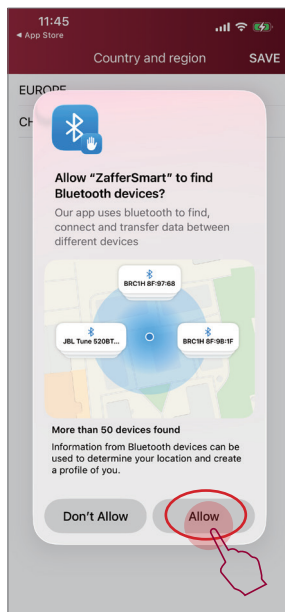 11:45
◀ App Store
Country and region SAVE
EUROPE
CH
Allow “ZafferSmart” to find
Bluetooth devices?
Our app uses bluetooth to find,
connect and transfer data between
different devices
BRC1H 8F:97:68
JBL Tune 520BT...
BRC1H 8F:9B:1F
More than 50 devices found
Information from Bluetooth devices can be
used to determine your location and create
a profile of you.
Don’t Allow Allow